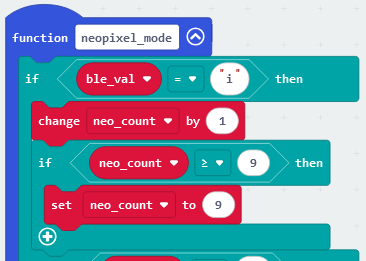 function neopixel_mode
if ble_val = "i" then
change neo_count by 1
if neo_count ≥ 9 then
set neo_count to 9